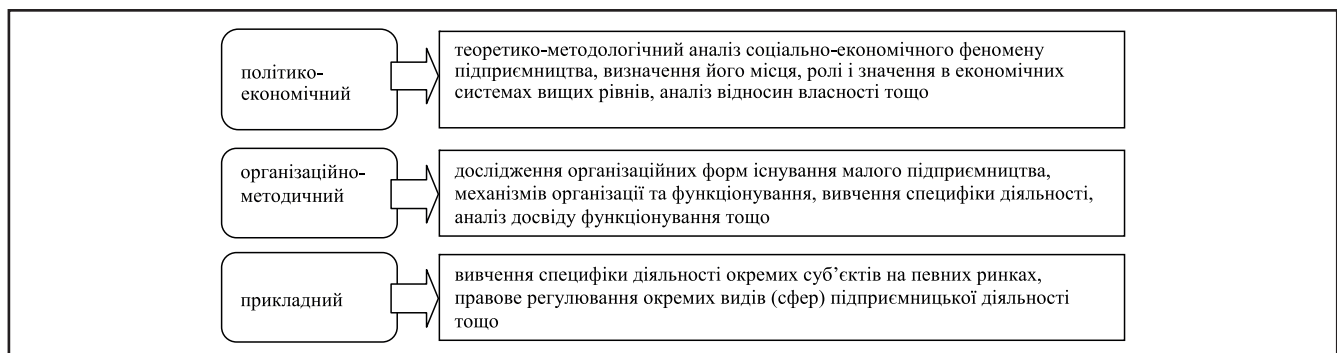 політико-
економічний
теоретико-методологічний аналіз соціально-економічного феномену
підприємництва, визначення його місця, ролі і значення в економічних
системах вищих рівнів, аналіз відносин власності тощо
організаційно-
методичний
дослідження організаційних форм існування малого підприємництва,
механізмів організації та функціонування, вивчення специфіки діяльності,
аналіз досвіду функціонування тощо
прикладний
вивчення специфіки діяльності окремих суб’єктів на певних ринках,
правове регулювання окремих видів (сфер) підприємницької діяльності
тощо